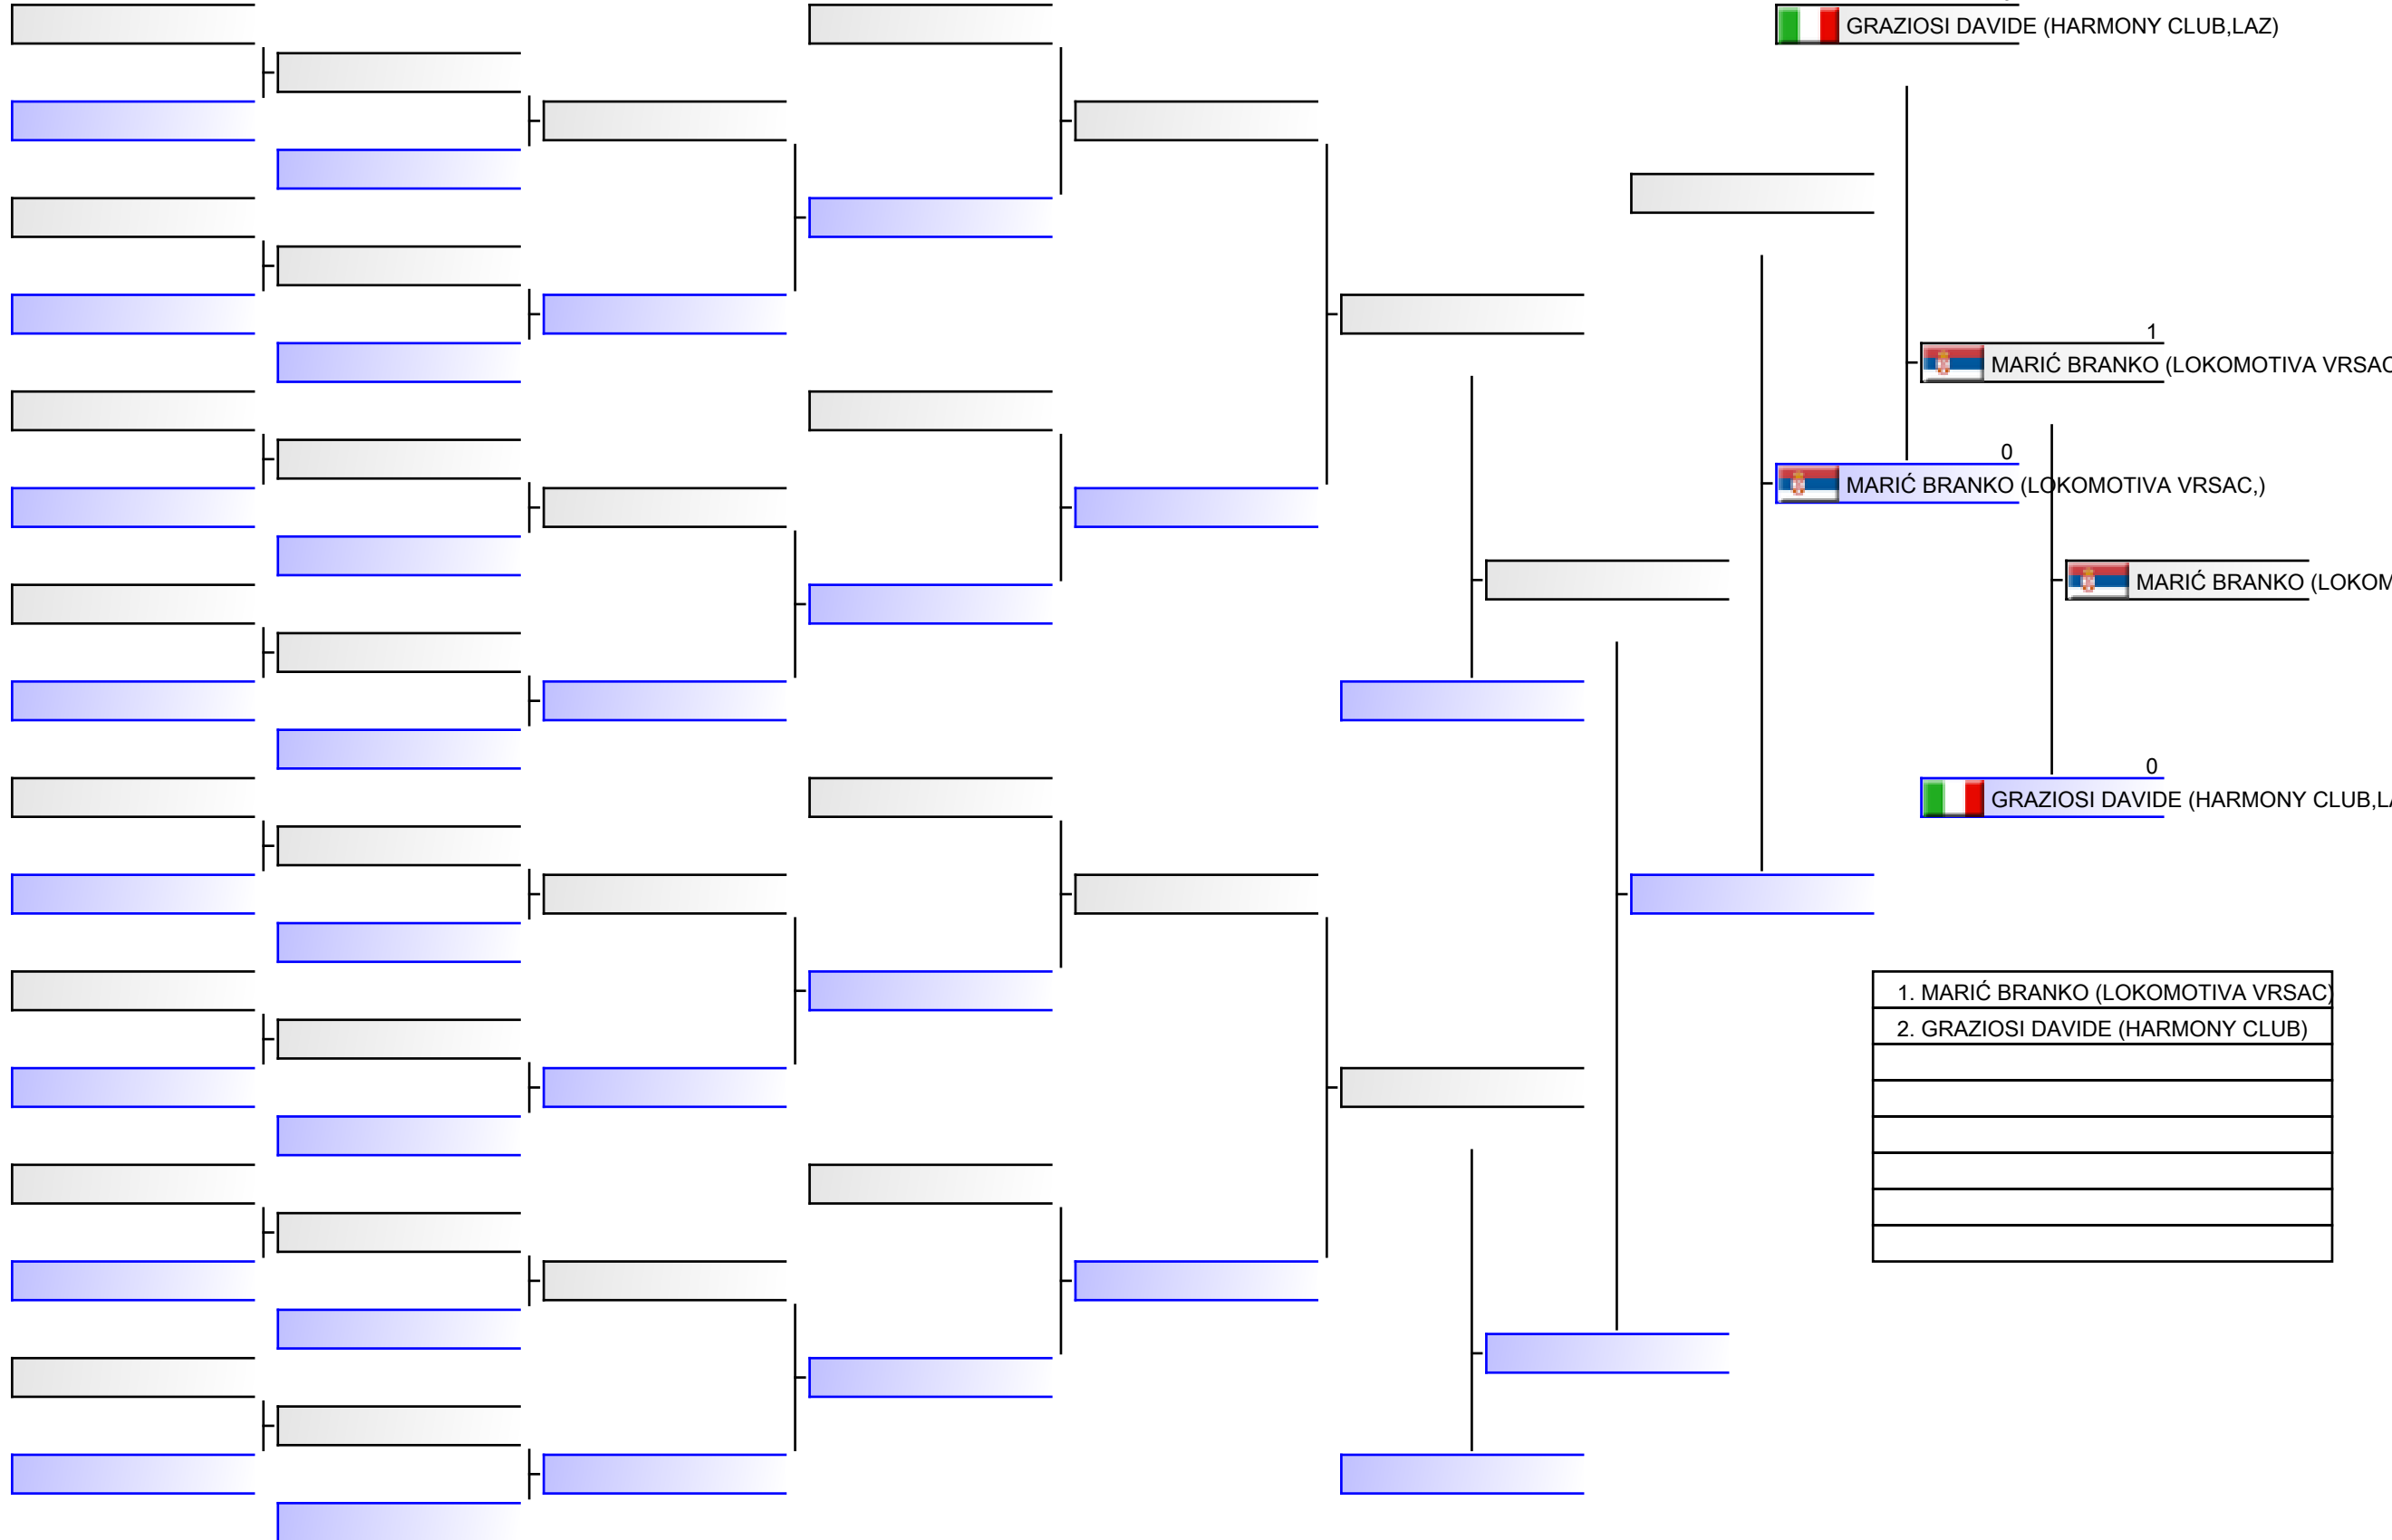 GRAZIOSI DAVIDE (HARMONY CLUB,LAZ)
1
MARIĆ BRANKO (LOKOMOTIVA VRSAC
0
MARIĆ BRANKO (LOKOMOTIVA VRSAC,)
MARIĆ BRANKO (LOKOM
0
GRAZIOSI DAVIDE (HARMONY CLUB,LA
1. MARIĆ BRANKO (LOKOMOTIVA VRSAC)
2. GRAZIOSI DAVIDE (HARMONY CLUB)